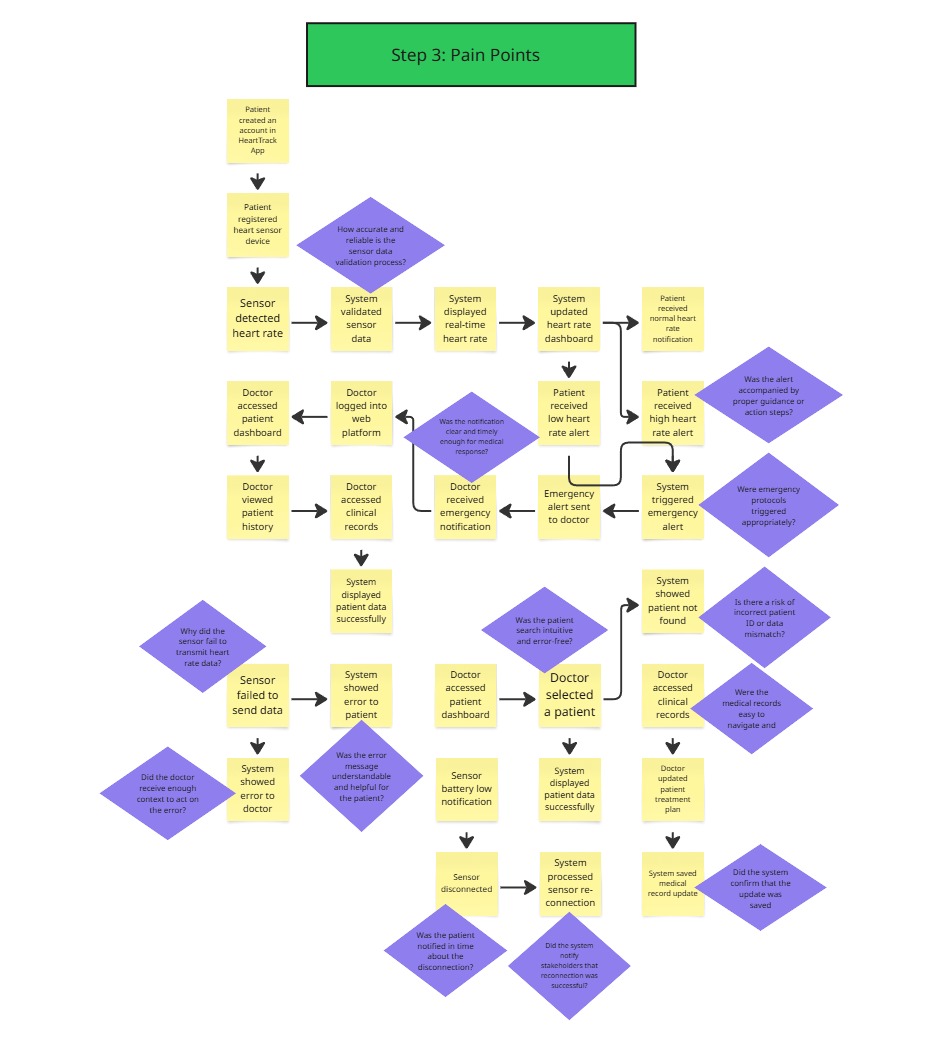 Step 3: Pain Points
Patient
created an
account in
HeartTrack
App
Patient
registered
heart sensor
device
How accurate and
reliable is the
sensor data
validation process?
Sensor
detected
heart rate
System
validated
sensor
data
System
displayed
real-time
heart rate
System
updated
heart rate
dashboard
Patient
received
normal heart
rate
notification
Doctor
accessed
patient
dashboard
Doctor
logged into
web
platform
Was the notification
clear and timely
enough for medical
response?
Patient
received
low heart
rate alert
Patient
received
high heart
rate alert
Was the alert
accompanied by
proper guidance or
action steps?
Doctor
viewed
patient
history
Doctor
accessed
clinical
records
Doctor
received
emergency
notification
Emergency
alert sent
to doctor
System
triggered
emergency
alert
Were emergency
protocols
triggered
appropriately?
System
displayed
patient data
successfully
Was the patient
search intuitive
and error-free?
System
showed
patient not
found
Is there a risk of
incorrect patient
ID or data
mismatch?
Why did the
sensor fail to
transmit heart
rate data?
Sensor
failed to
send data
System
showed
error to
patient
Doctor
accessed
patient
dashboard
Doctor
selected
a patient
Doctor
accessed
clinical
records
Were the
medical records
easy to
navigate and
Did the doctor
receive enough
context to act on
the error?
System
showed
error to
doctor
Was the error
message
understandable
and helpful for
the patient?
Sensor
battery low
notification
System
displayed
patient data
successfully
Doctor
updated
patient
treatment
plan
Sensor
disconnected
System
processed
sensor re-
connection
System saved
medical
record update
Did the system
confirm that the
update was
saved
Was the patient
notified in time
about the
disconnection?
Did the system
notify
stakeholders that
reconnection was
successful?